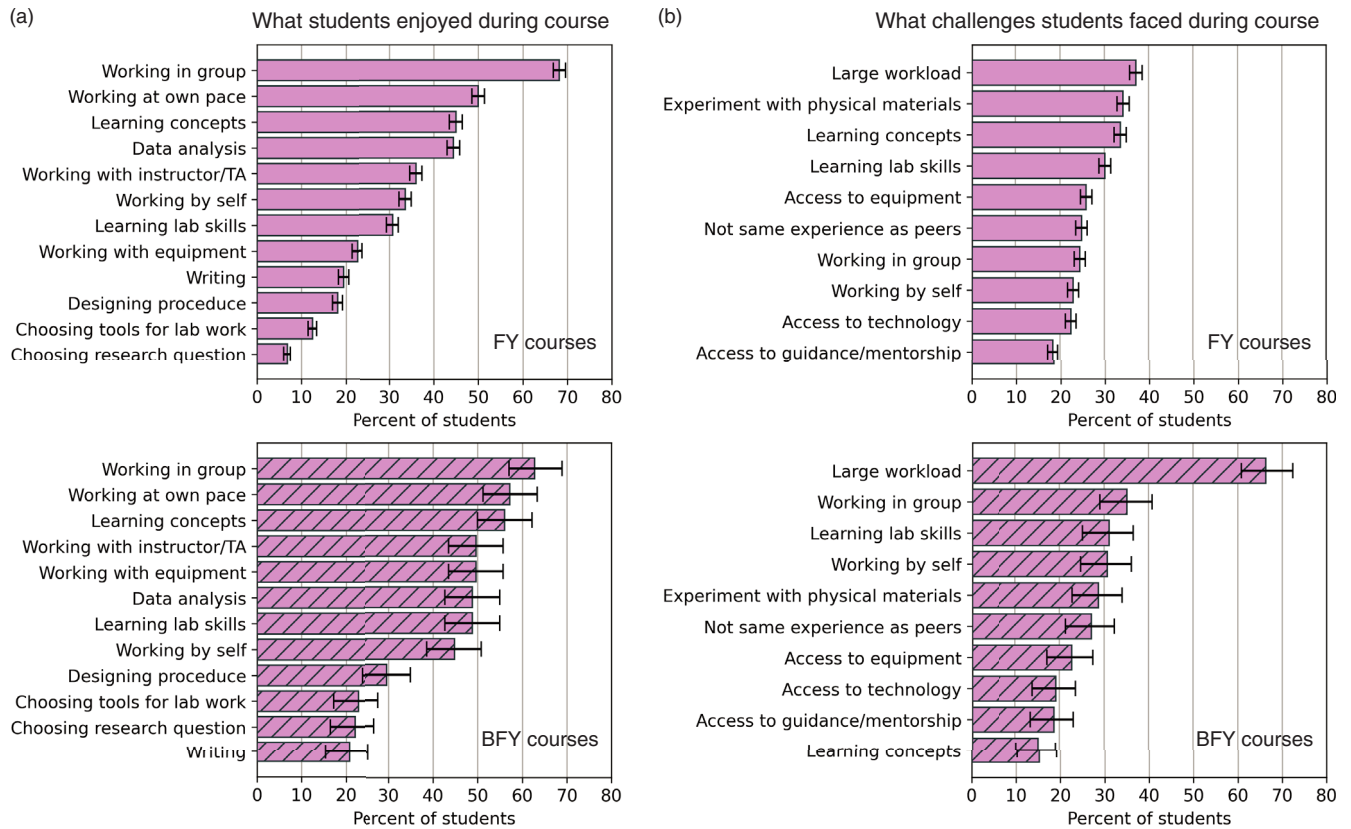 (a)
What students enjoyed during course
Working in group
Working at own pace
Learning concepts
Data analysis
Working with instructor/TA
Working by self
Learning lab skills
Working with equipment
Writing
Designing procedure
Choosing tools for lab work
Choosing research question
FY courses
0 10 20 30 40 50 60 70 80
Percent of students
Working in group
Working at own pace
Learning concepts
Working with instructor/TA
Working with equipment
Data analysis
Learning lab skills
Working by self
Designing procedure
Choosing tools for lab work
Choosing research question
Writing
BFY courses
0 10 20 30 40 50 60 70 80
Percent of students
(b)
What challenges students faced during course
Large workload
Experiment with physical materials
Learning concepts
Learning lab skills
Access to equipment
Not same experience as peers
Working in group
Working by self
Access to technology
Access to guidance/mentorship
FY courses
0 10 20 30 40 50 60 70 80
Percent of students
Large workload
Working in group
Learning lab skills
Working by self
Experiment with physical materials
Not same experience as peers
Access to equipment
Access to technology
Access to guidance/mentorship
Learning concepts
BFY courses
0 10 20 30 40 50 60 70 80
Percent of students